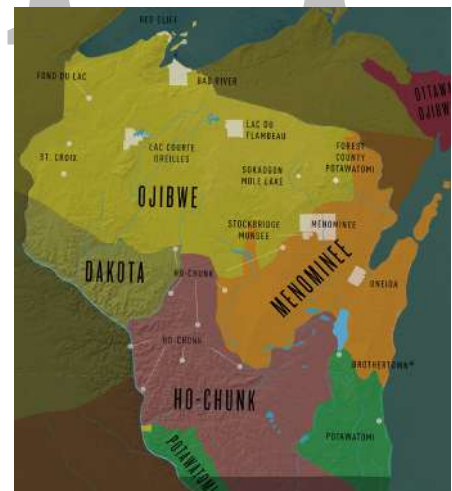 RED CLIFF
FOND DU LAC
BAD RIVER
OTTAWA
OJIBWE
LAC DU
FLAMBEAU
ST. CROIX
LAC COURTE
OREILLES
FOREST
COUNTY
POTAWATOMI
SOKAOGON
MOLE LAKE
OJIBWE
STOCKBRIDGE
MUNSEE
MENOMINEE
DAKOTA
HO-CHUNK
MENOMINEE
ONEIDA
HO-CHUNK
BROTHERTOWN*
HO-CHUNK
POTAWATOMI
POTAWATOMI